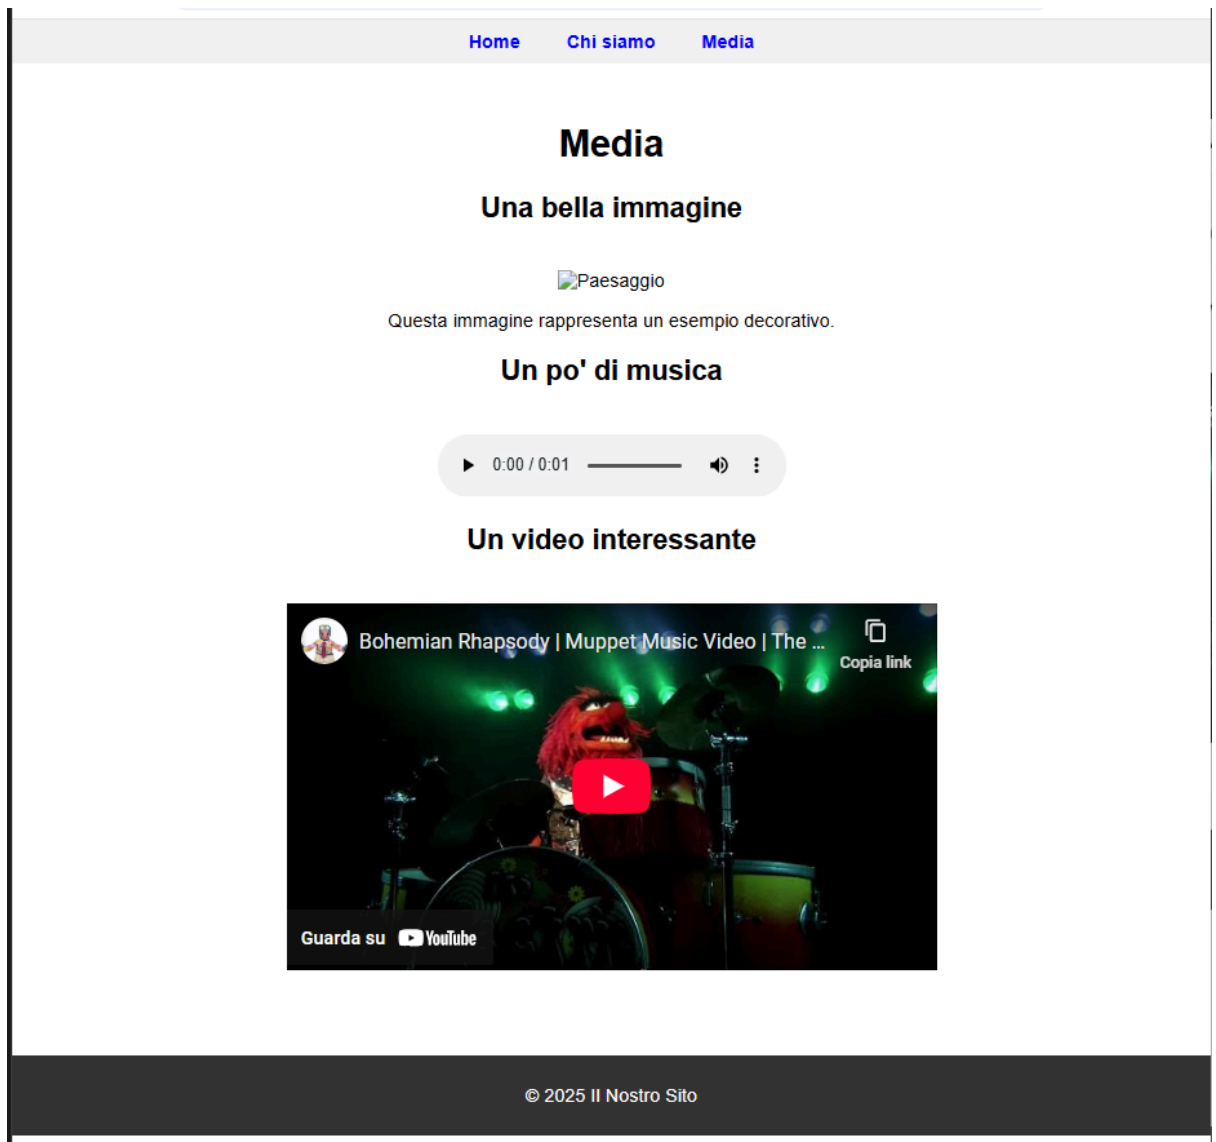 Home Chi siamo Media
Media
Una bella immagine
Paesaggio
Questa immagine rappresenta un esempio decorativo.
Un po' di musica
0:00 / 0:01
Un video interessante
Bohemian Rhapsody | Muppet Music Video | The ...
Copia link
Guarda su YouTube
© 2025 Il Nostro Sito